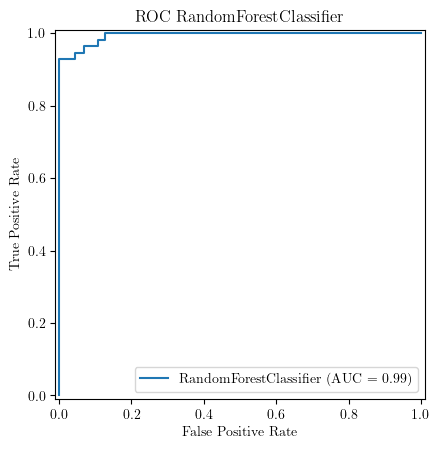 ROC RandomForestClassifier
1.0
0.8
0.6
0.4
0.2
0.0
True Positive Rate
RandomForestClassifier (AUC = 0.99)
0.0 0.2 0.4 0.6 0.8 1.0
False Positive Rate